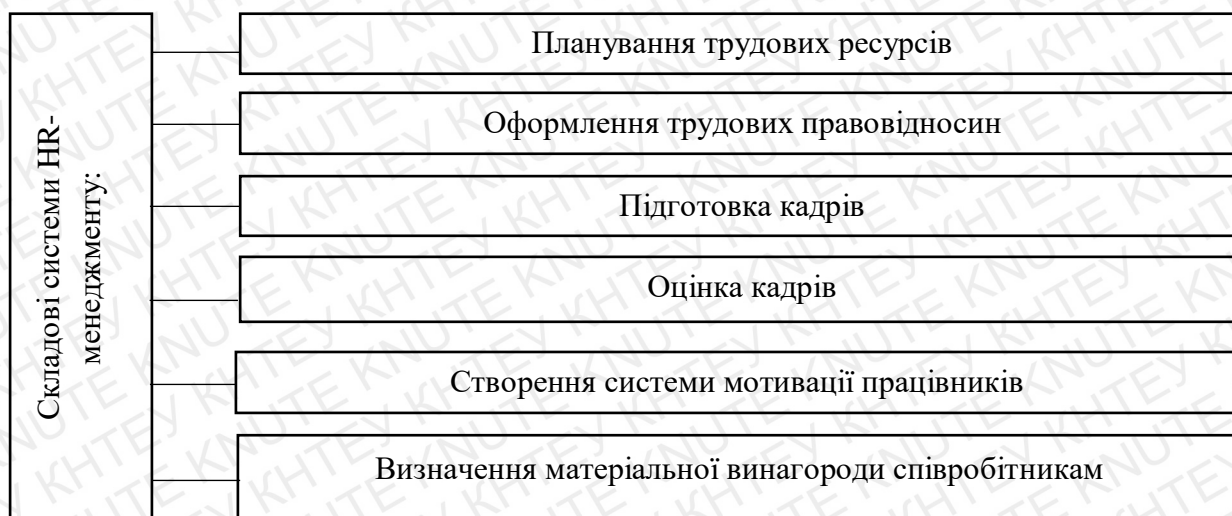 Складові системи HR-
менеджменту:
Планування трудових ресурсів
Оформлення трудових правовідносин
Підготовка кадрів
Оцінка кадрів
Створення системи мотивації працівників
Визначення матеріальної винагороди співробітникам